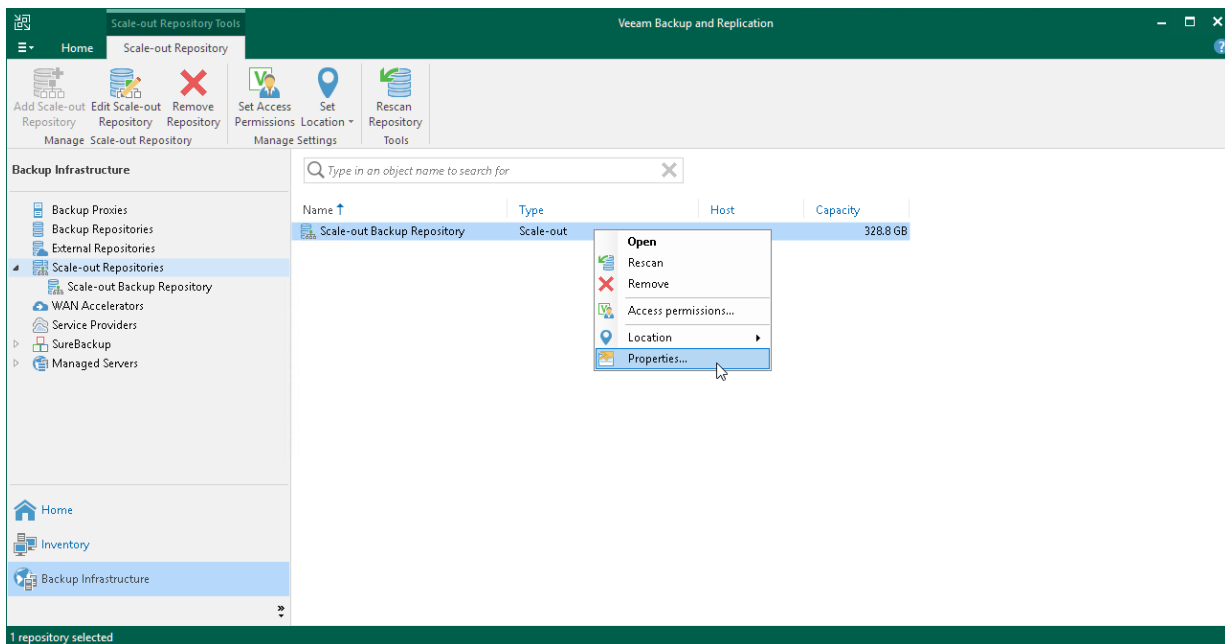 Scale-out Repository Tools
Veeam Backup and Replication
Home
Scale-out Repository
Add Scale-out Repository
Edit Scale-out Repository
Remove Repository
Set Access Permissions
Set Location
Rescan Repository
Manage Scale-out Repository
Manage Settings
Tools
Backup Infrastructure
Type in an object name to search for
Backup Proxies
Backup Repositories
External Repositories
Scale-out Repositories
Scale-out Backup Repository
WAN Accelerators
Service Providers
SureBackup
Managed Servers
Name Type Host Capacity
Scale-out Backup Repository Scale-out 328.8 GB
Open
Rescan
Remove
Access permissions...
Location
Properties...
Home
Inventory
Backup Infrastructure
1 repository selected